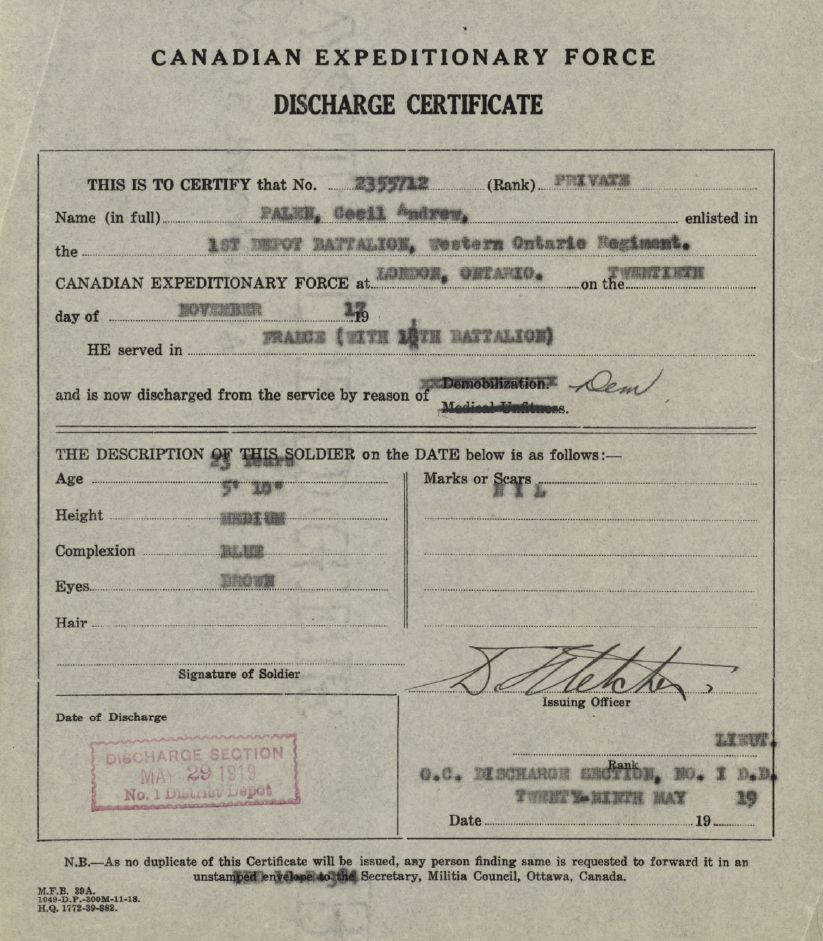 CANADIAN EXPEDITIONARY FORCE
DISCHARGE CERTIFICATE
THIS IS TO CERTIFY that No. 2355712 (Rank) PRIVATE
Name (in full) PALEN, Cecil Andrew, enlisted in
the 1ST DEPOT BATTALION, Western Ontario Regiment.
CANADIAN EXPEDITIONARY FORCE at LONDON, ONTARIO. on the TWENTIETH
day of NOVEMBER 1917
HE served in FRANCE (WITH 18TH BATTALION)
and is now discharged from the service by reason of Demobilization. Dem
Medical Unfitness.
THE DESCRIPTION OF THIS SOLDIER on the DATE below is as follows:—
23 Years
Age
5' 10"
Height MEDIUM
Complexion BLUE
Eyes BROWN
Hair
Marks or Scars
N I L
Signature of Soldier
D Fletcher
Issuing Officer
Date of Discharge
DISCHARGE SECTION
MAY 29 1919
No. 1 District Depot
LIEUT.
Rank
O.C. DISCHARGE SECTION, NO. I D.D.
TWENTY-NINTH MAY 19
Date 19
N.B.—As no duplicate of this Certificate will be issued, any person finding same is requested to forward it in an
unstamped envelope to the Secretary, Militia Council, Ottawa, Canada.
M.F.B. 39A.
1049-D.P.-300M-11-18.
H.Q. 1772-39-882.